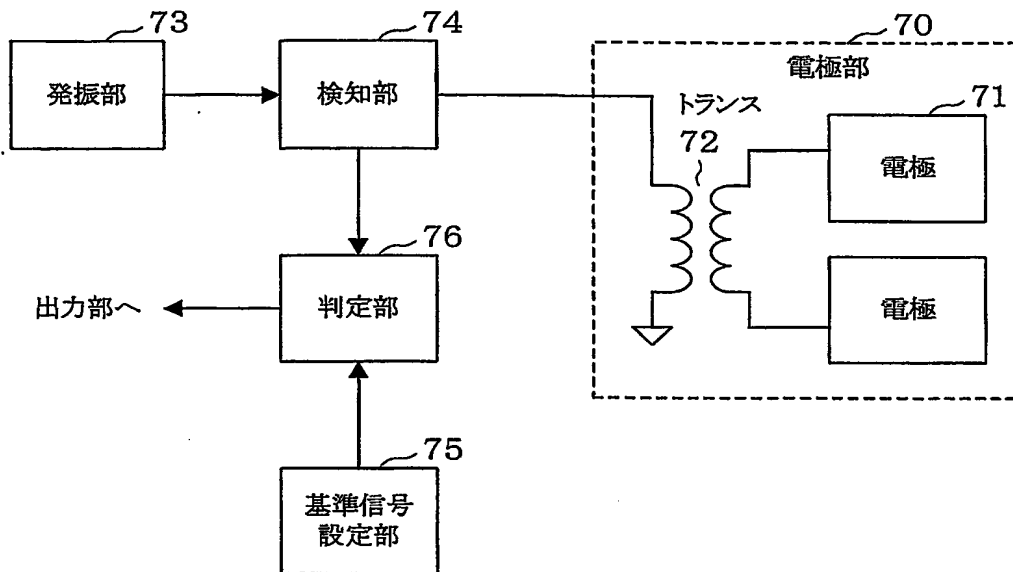 73
発振部
74
検知部
70
電極部
トランス
72
71
電極
電極
76
判定部
出力部へ
75
基準信号
設定部